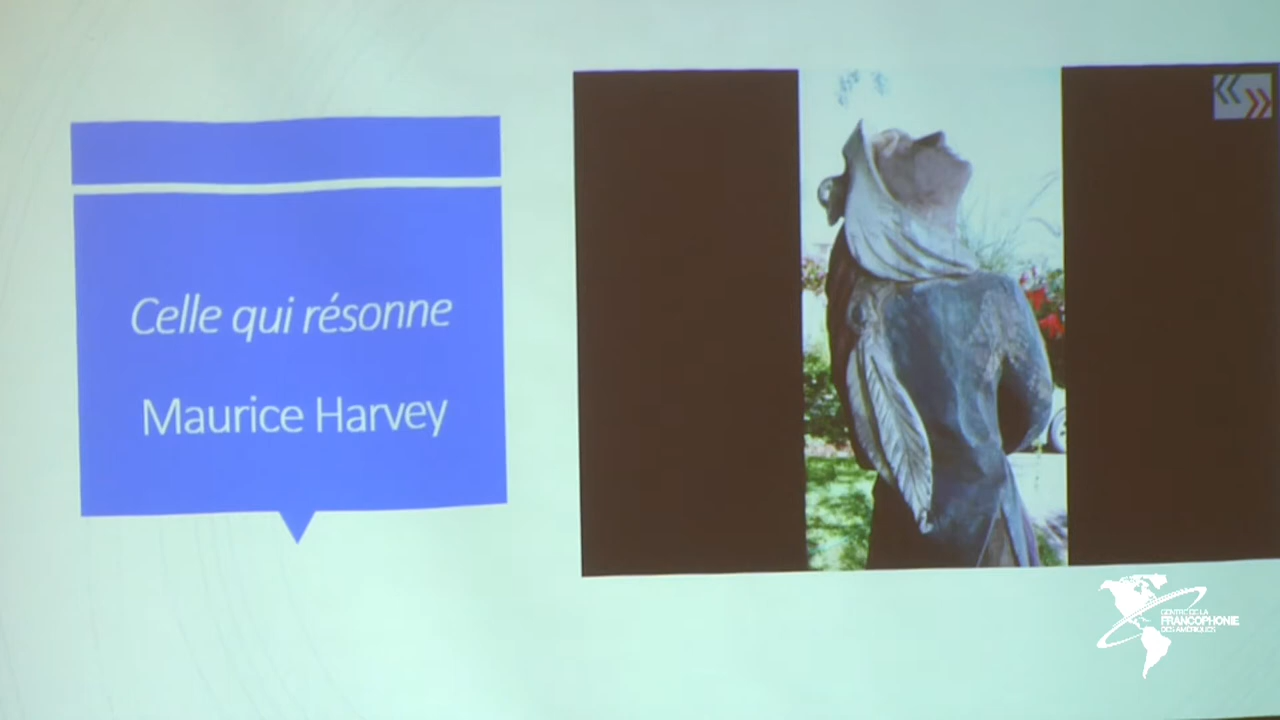 Celle qui résonne
Maurice Harvey
CENTRE DE LA
FRANCOPHONIE
DES AMÉRIQUES